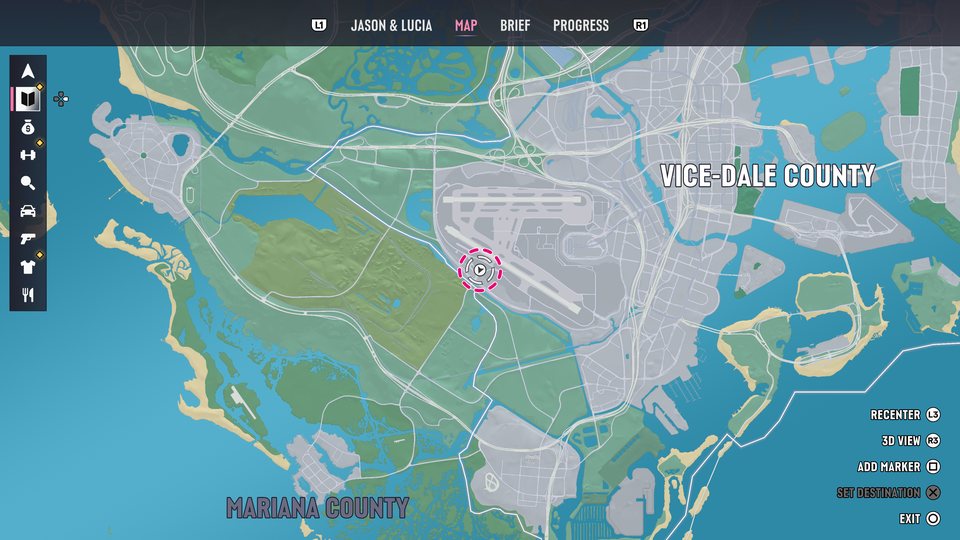 L1 JASON & LUCIA MAP BRIEF PROGRESS R1
VICE-DALE COUNTY
RECENTER L3
3D VIEW R3
ADD MARKER
SET DESTINATION
MARIANA COUNTY
EXIT